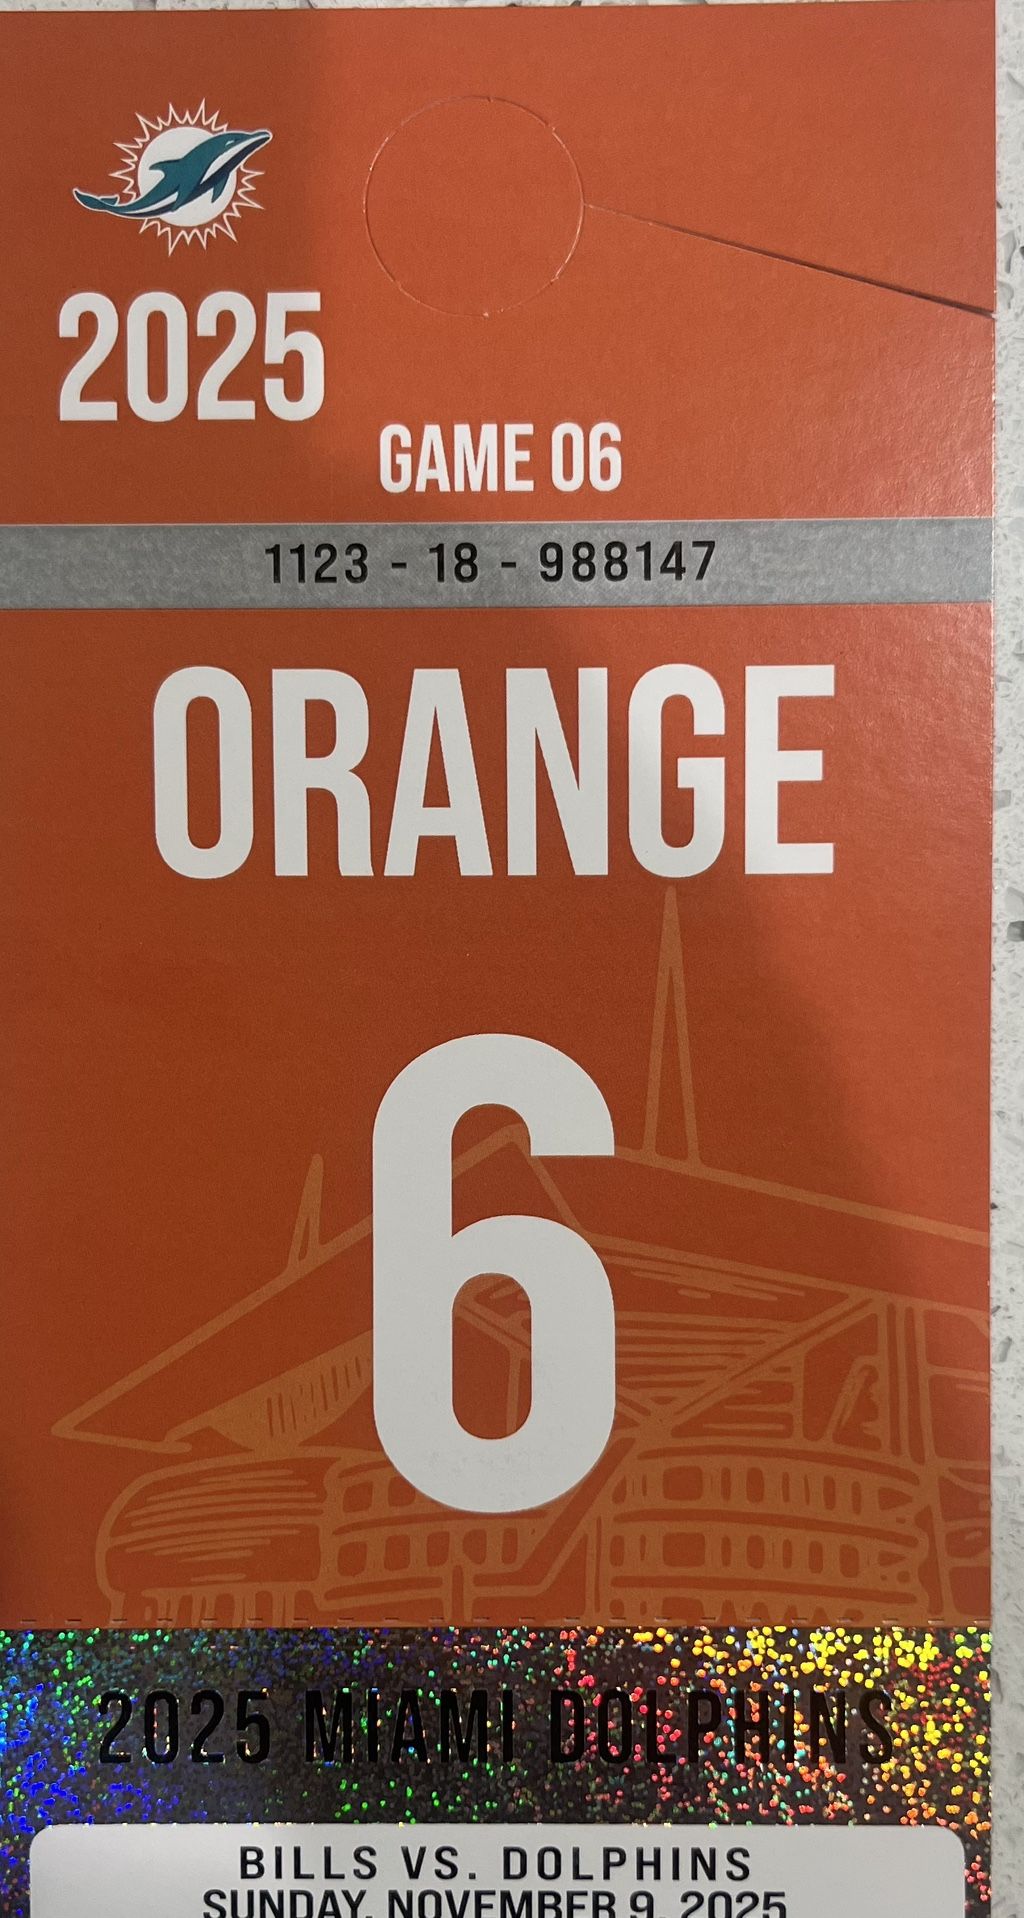 2025
GAME 06
1123 - 18 - 988147
ORANGE
6
2025 MIAMI DOLPHINS
BILLS VS. DOLPHINS
SUNDAY, NOVEMBER 9, 2025